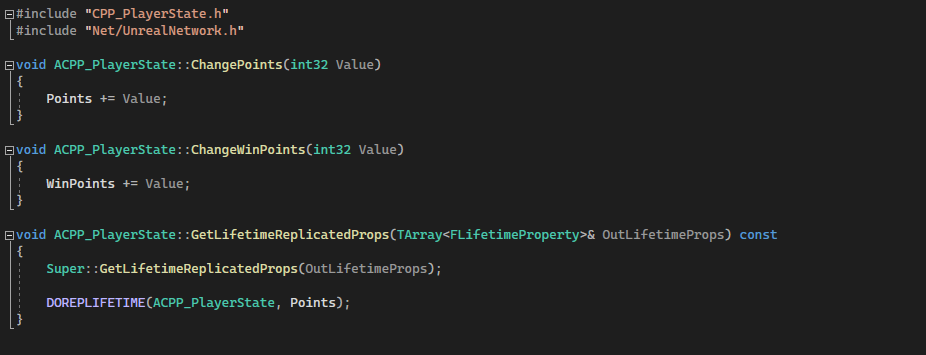 #include "CPP_PlayerState.h"
#include "Net/UnrealNetwork.h"
void ACPP_PlayerState::ChangePoints(int32 Value)
{
Points += Value;
}
void ACPP_PlayerState::ChangeWinPoints(int32 Value)
{
WinPoints += Value;
}
void ACPP_PlayerState::GetLifetimeReplicatedProps(TArray<FLifetimeProperty>& OutLifetimeProps) const
{
Super::GetLifetimeReplicatedProps(OutLifetimeProps);
DOREPLIFETIME(ACPP_PlayerState, Points);
}